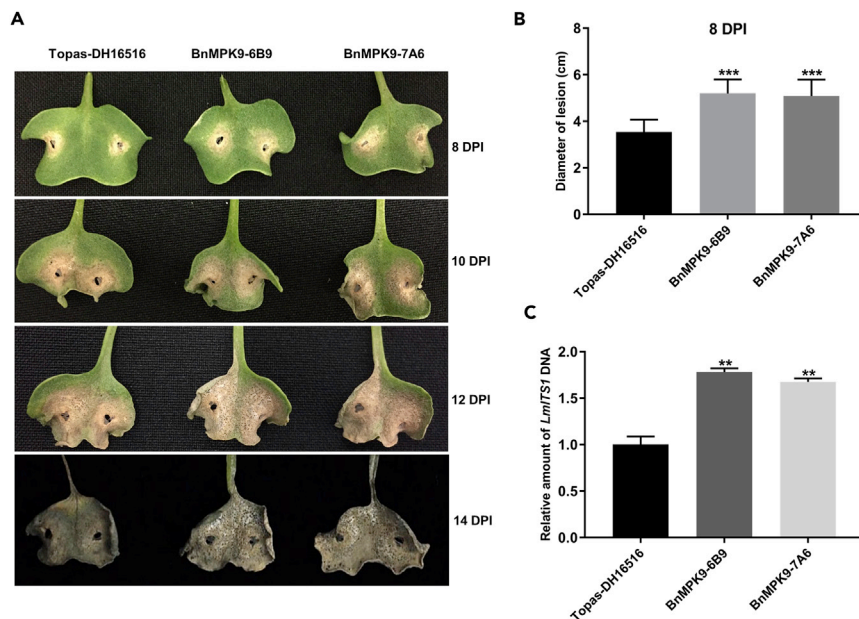 A
Topas-DH16516 BnMPK9-6B9 BnMPK9-7A6
8 DPI
10 DPI
12 DPI
14 DPI
B
8 DPI
Diameter of lesion (cm)
8
6
4
2
0
***
***
Topas-DH16516
BnMPK9-6B9
BnMPK9-7A6
C
Relative amount of LmITS1 DNA
2.0
1.5
1.0
0.5
0.0
**
**
Topas-DH16516
BnMPK9-6B9
BnMPK9-7A6